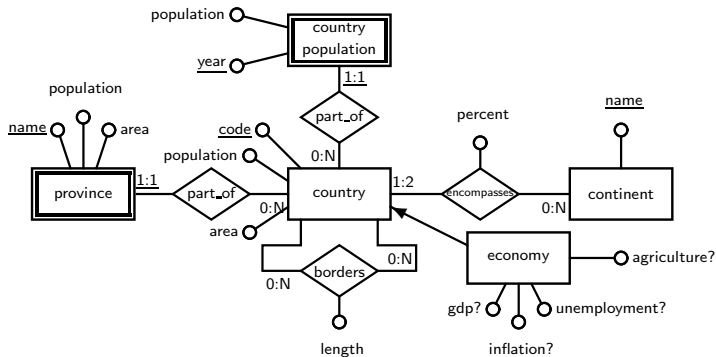 population
country
population
year
1:1
population
name
area
part_of
percent
name
code
population
0:N
province
1:1
part_of
0:N
country
1:2
encompasses
0:N
continent
area
0:N
0:N
borders
economy
agriculture?
gdp?
unemployment?
inflation?
length